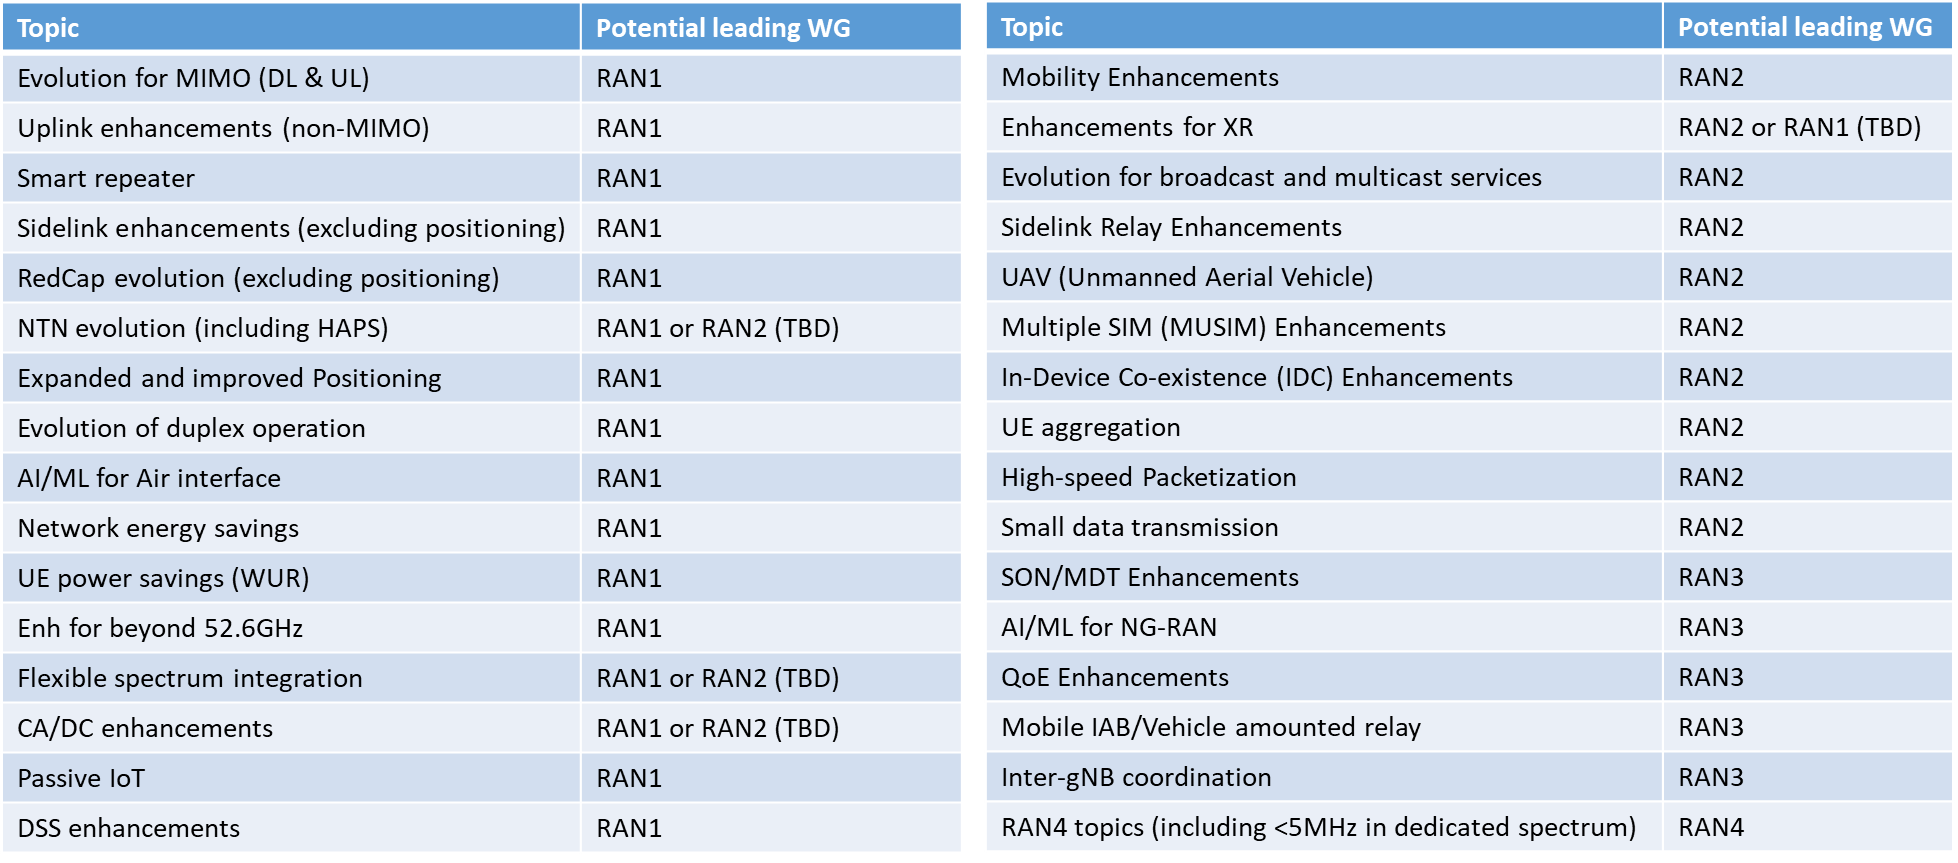 Topic Potential leading WG
Evolution for MIMO (DL & UL) RAN1
Uplink enhancements (non-MIMO) RAN1
Smart repeater RAN1
Sidelink enhancements (excluding positioning) RAN1
RedCap evolution (excluding positioning) RAN1
NTN evolution (including HAPS) RAN1 or RAN2 (TBD)
Expanded and improved Positioning RAN1
Evolution of duplex operation RAN1
AI/ML for Air interface RAN1
Network energy savings RAN1
UE power savings (WUR) RAN1
Enh for beyond 52.6GHz RAN1
Flexible spectrum integration RAN1 or RAN2 (TBD)
CA/DC enhancements RAN1 or RAN2 (TBD)
Passive IoT RAN1
DSS enhancements RAN1
Topic Potential leading WG
Mobility Enhancements RAN2
Enhancements for XR RAN2 or RAN1 (TBD)
Evolution for broadcast and multicast services RAN2
Sidelink Relay Enhancements RAN2
UAV (Unmanned Aerial Vehicle) RAN2
Multiple SIM (MUSIM) Enhancements RAN2
In-Device Co-existence (IDC) Enhancements RAN2
UE aggregation RAN2
High-speed Packetization RAN2
Small data transmission RAN2
SON/MDT Enhancements RAN3
AI/ML for NG-RAN RAN3
QoE Enhancements RAN3
Mobile IAB/Vehicle amounted relay RAN3
Inter-gNB coordination RAN3
RAN4 topics (including <5MHz in dedicated spectrum) RAN4